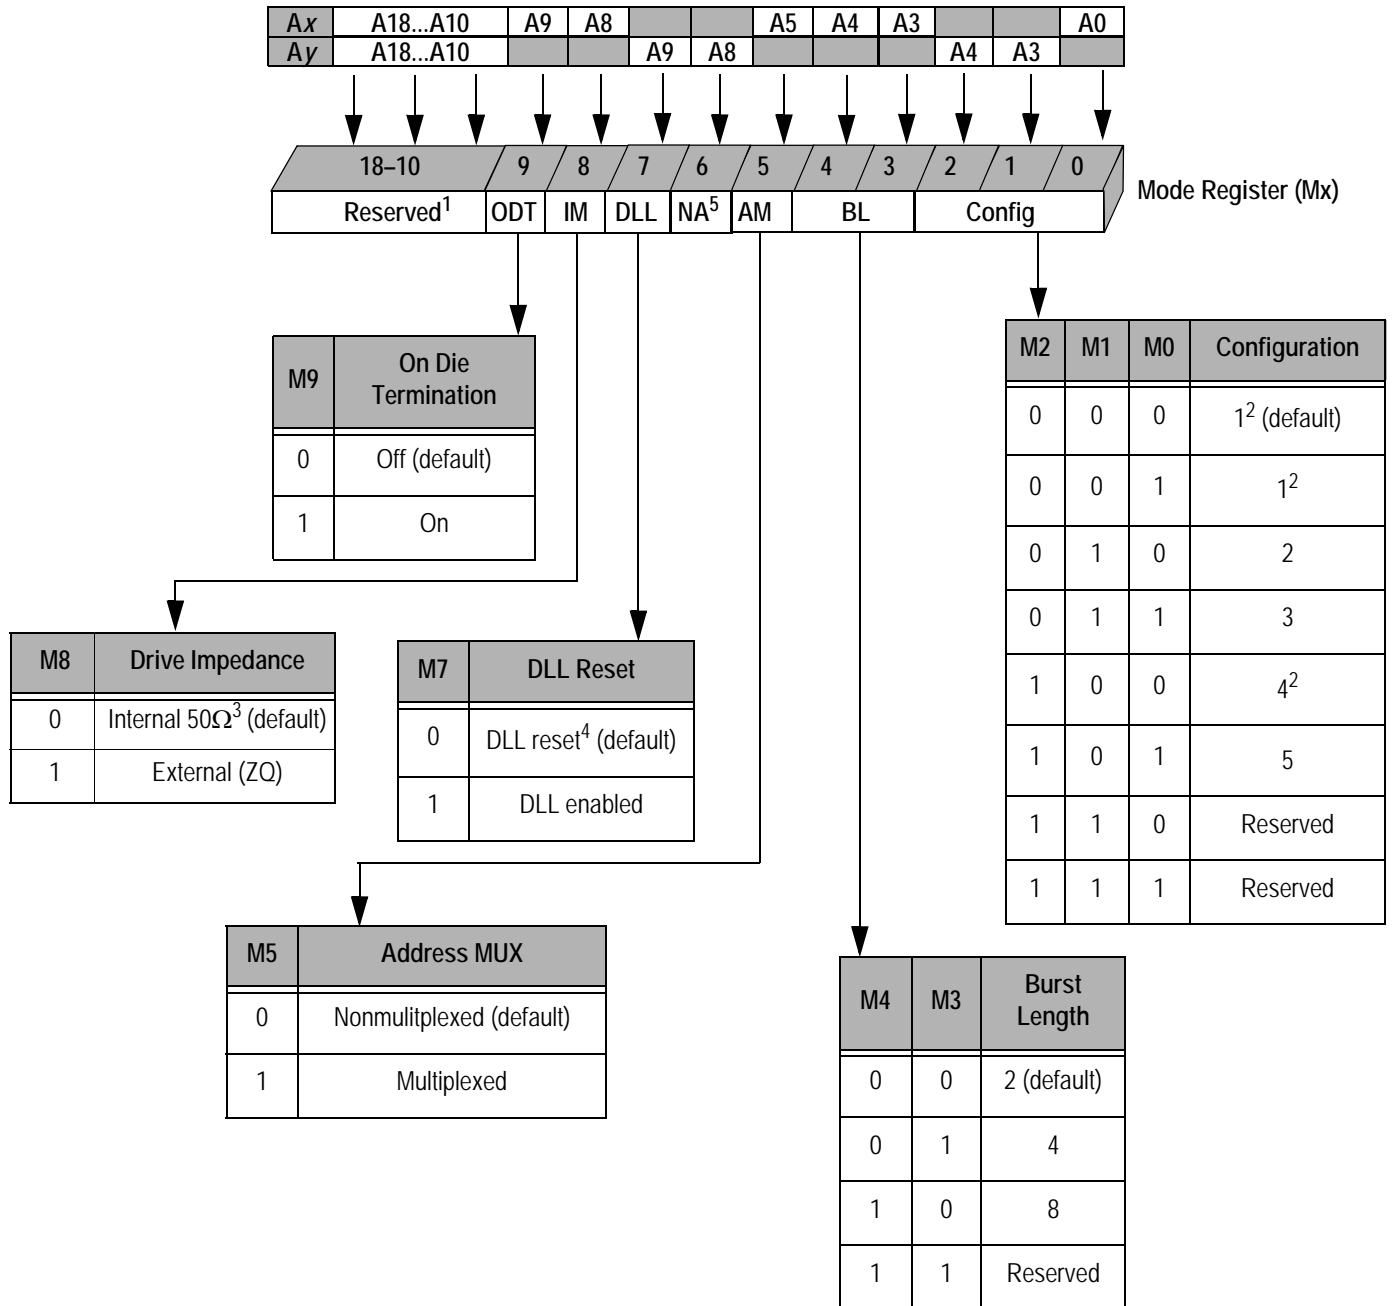 Ax A18...A10 A9 A8 A5 A4 A3 A0
Ay A18...A10 A9 A8 A4 A3
18–10 9 8 7 6 5 4 3 2 1 0
Mode Register (Mx)
Reserved1 ODT IM DLL NA5 AM BL Config
M9 On Die Termination
0 Off (default)
1 On
M2 M1 M0 Configuration
0 0 0 12 (default)
0 0 1 12
0 1 0 2
0 1 1 3
1 0 0 42
1 0 1 5
1 1 0 Reserved
1 1 1 Reserved
M8 Drive Impedance
0 Internal 50Ω3 (default)
1 External (ZQ)
M7 DLL Reset
0 DLL reset4 (default)
1 DLL enabled
M5 Address MUX
0 Nonmulitplexed (default)
1 Multiplexed
M4 M3 Burst Length
0 0 2 (default)
0 1 4
1 0 8
1 1 Reserved